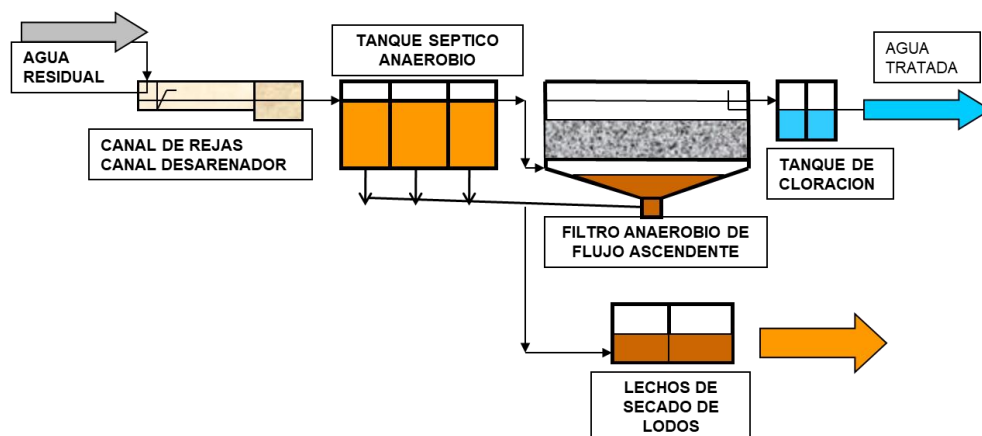 AGUA
RESIDUAL
CANAL DE REJAS
CANAL DESARENADOR
TANQUE SEPTICO
ANAEROBIO
FILTRO ANAEROBIO DE
FLUJO ASCENDENTE
TANQUE DE
CLORACION
AGUA
TRATADA
LECHOS DE
SECADO DE
LODOS